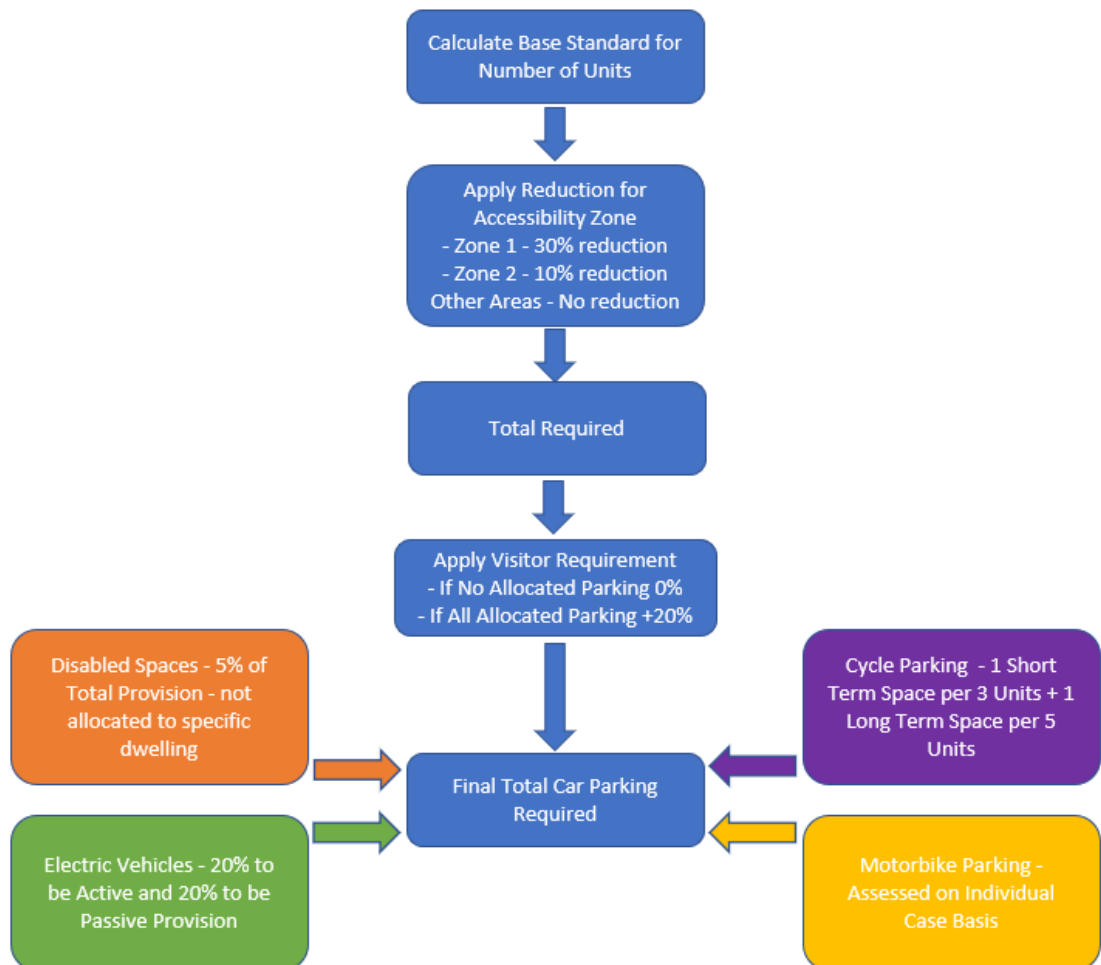 Calculate Base Standard for
Number of Units
Apply Reduction for
Accessibility Zone
- Zone 1 - 30% reduction
- Zone 2 - 10% reduction
Other Areas - No reduction
Total Required
Apply Visitor Requirement
- If No Allocated Parking 0%
- If All Allocated Parking +20%
Disabled Spaces - 5% of
Total Provision - not
allocated to specific
dwelling
Cycle Parking - 1 Short
Term Space per 3 Units + 1
Long Term Space per 5
Units
Final Total Car Parking
Required
Electric Vehicles - 20% to
be Active and 20% to be
Passive Provision
Motorbike Parking -
Assessed on Individual
Case Basis